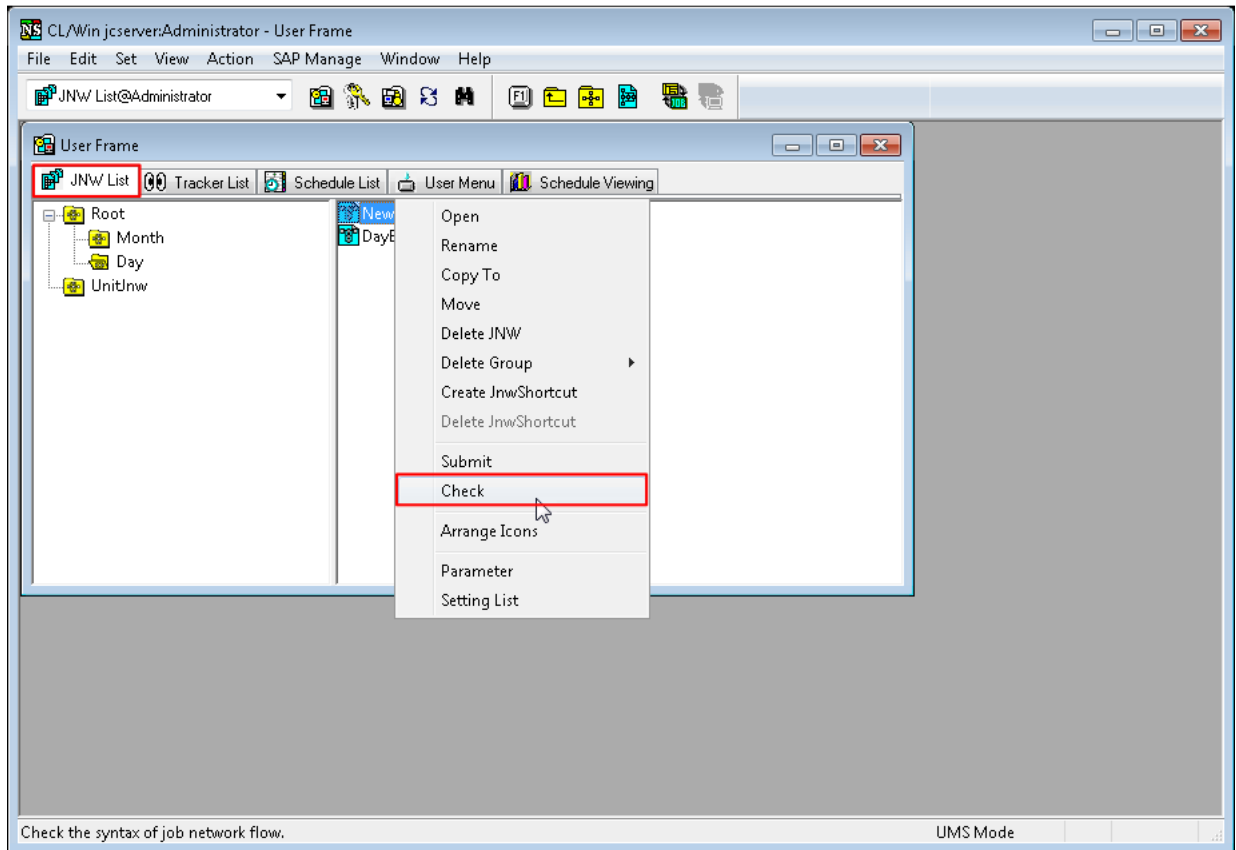 CL/Win jcserver:Administrator - User Frame
File Edit Set View Action SAP Manage Window Help
JNW List@Administrator
F1
User Frame
JNW List Tracker List Schedule List User Menu Schedule Viewing
Root
Month
Day
UnitJnw
New
Open
Rename
Copy To
Move
Delete JNW
Delete Group
Create JnwShortcut
Delete JnwShortcut
Submit
Check
Arrange Icons
Parameter
Setting List
Check the syntax of job network flow. UMS Mode